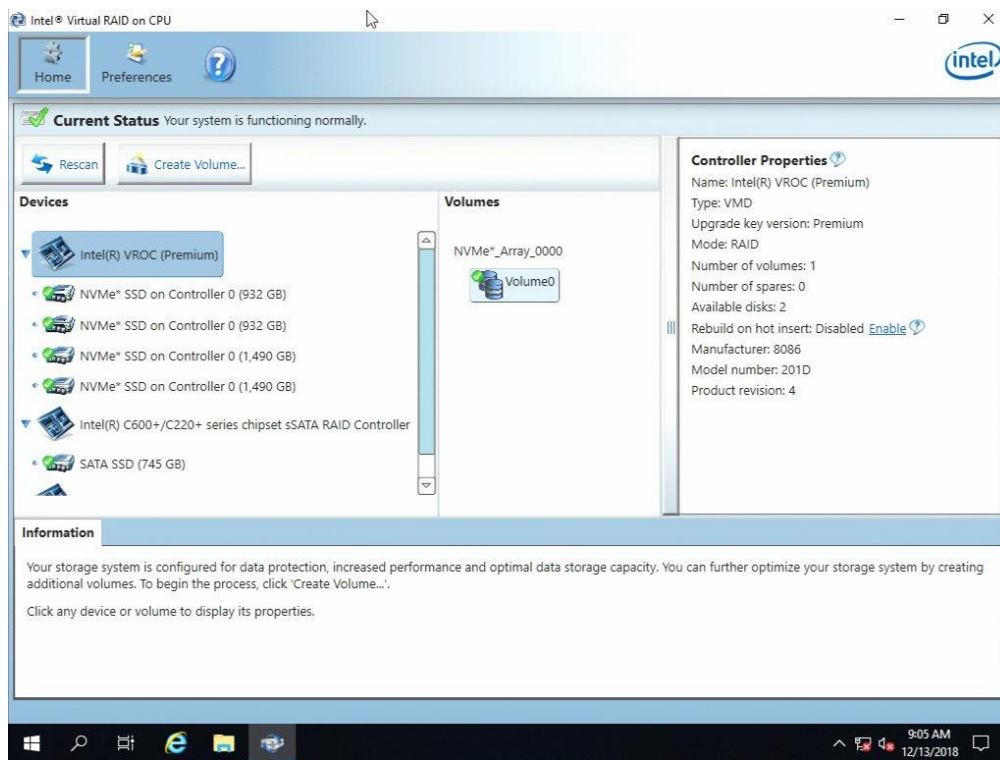 Intel® Virtual RAID on CPU
Home
Preferences
intel
Current Status Your system is functioning normally.
Rescan
Create Volume...
Devices
Intel(R) VROC (Premium)
NVMe* SSD on Controller 0 (932 GB)
NVMe* SSD on Controller 0 (932 GB)
NVMe* SSD on Controller 0 (1,490 GB)
NVMe* SSD on Controller 0 (1,490 GB)
Intel(R) C600+/C220+ series chipset sSATA RAID Controller
SATA SSD (745 GB)
Volumes
NVMe*_Array_0000
Volume0
Controller Properties
Name: Intel(R) VROC (Premium)
Type: VMD
Upgrade key version: Premium
Mode: RAID
Number of volumes: 1
Number of spares: 0
Available disks: 2
Rebuild on hot insert: Disabled Enable
Manufacturer: 8086
Model number: 201D
Product revision: 4
Information
Your storage system is configured for data protection, increased performance and optimal data storage capacity. You can further optimize your storage system by creating
additional volumes. To begin the process, click 'Create Volume...'.
Click any device or volume to display its properties.
9:05 AM
12/13/2018